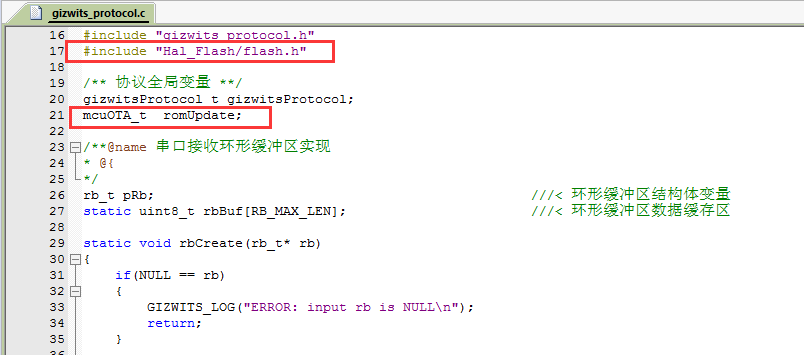 gizwits_protocol.c
16 #include "gizwits_protocol.h"
17 #include "Hal_Flash/flash.h"
18
19 /** 协议全局变量 **/
20 gizwitsProtocol_t gizwitsProtocol;
21 mcuOTA_t  romUpdate;
22
23 /**@name 串口接收环形缓冲区实现
24 * @{
25 */
26 rb_t pRb; ///< 环形缓冲区结构体变量
27 static uint8_t rbBuf[RB_MAX_LEN]; ///< 环形缓冲区数据缓存区
28
29 static void rbCreate(rb_t* rb)
30 {
31     if(NULL == rb)
32     {
33         GIZWITS_LOG("ERROR: input rb is NULL\n");
34         return;
35     }